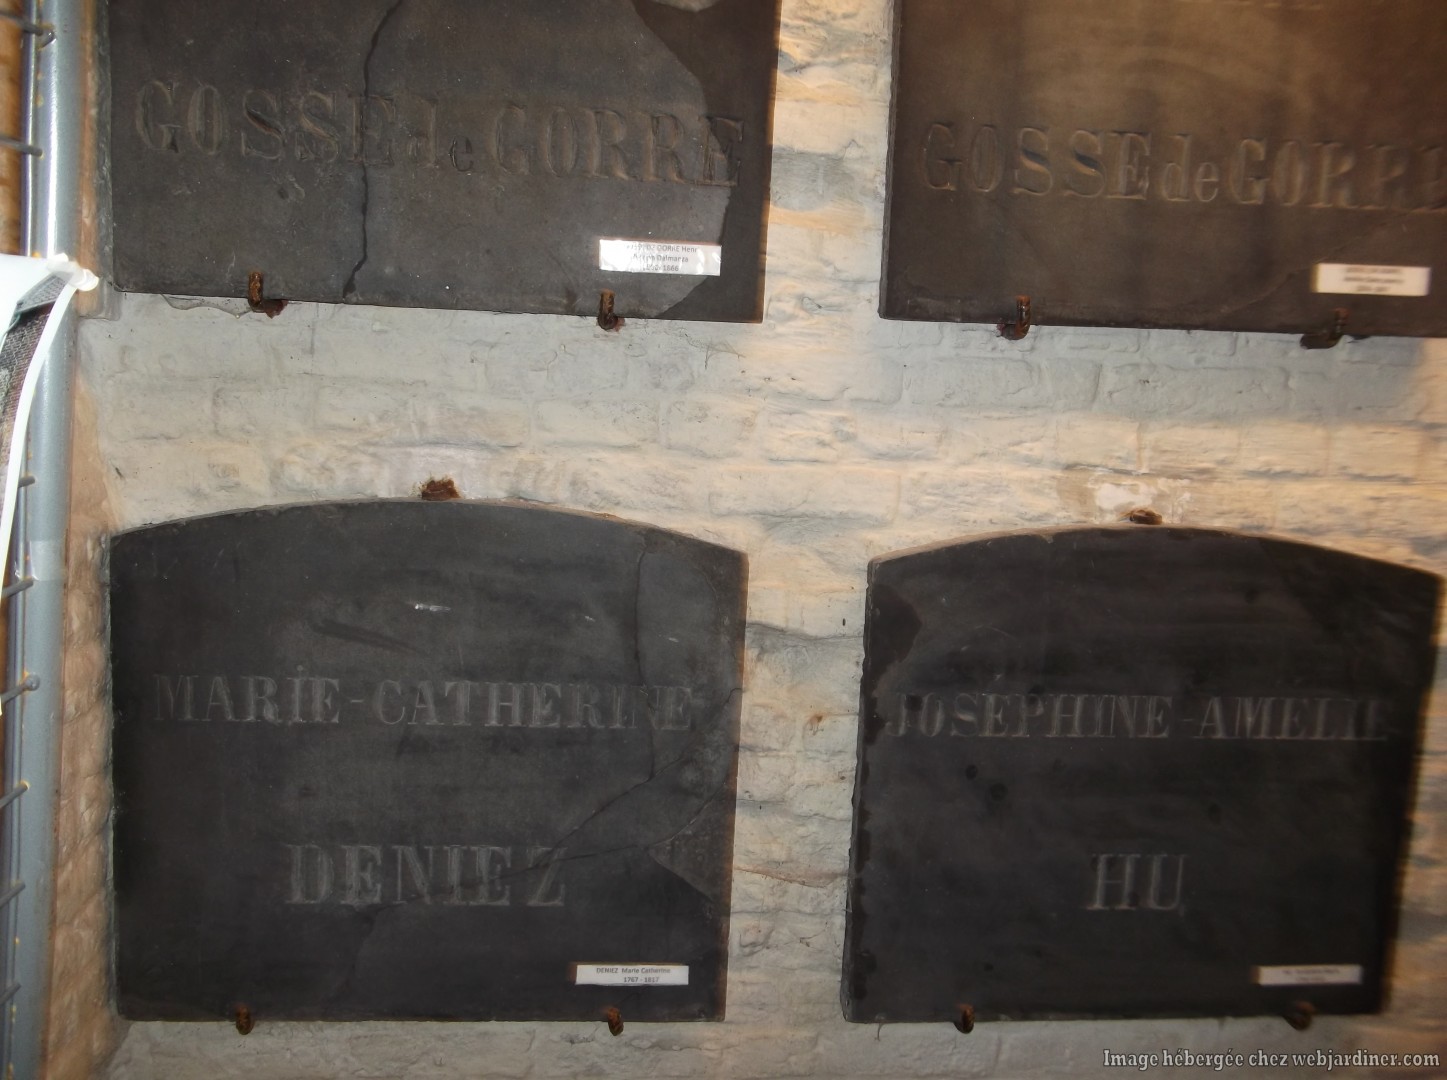 GOSSE de GORRE
GOSSE de GORRE
MARIE-CATHERINE
DENIEZ
DENIEZ Marie Catherine
1767 - 1817
JOSEPHINE-AMELIE
HU
Image hébergée chez webjardiner.com